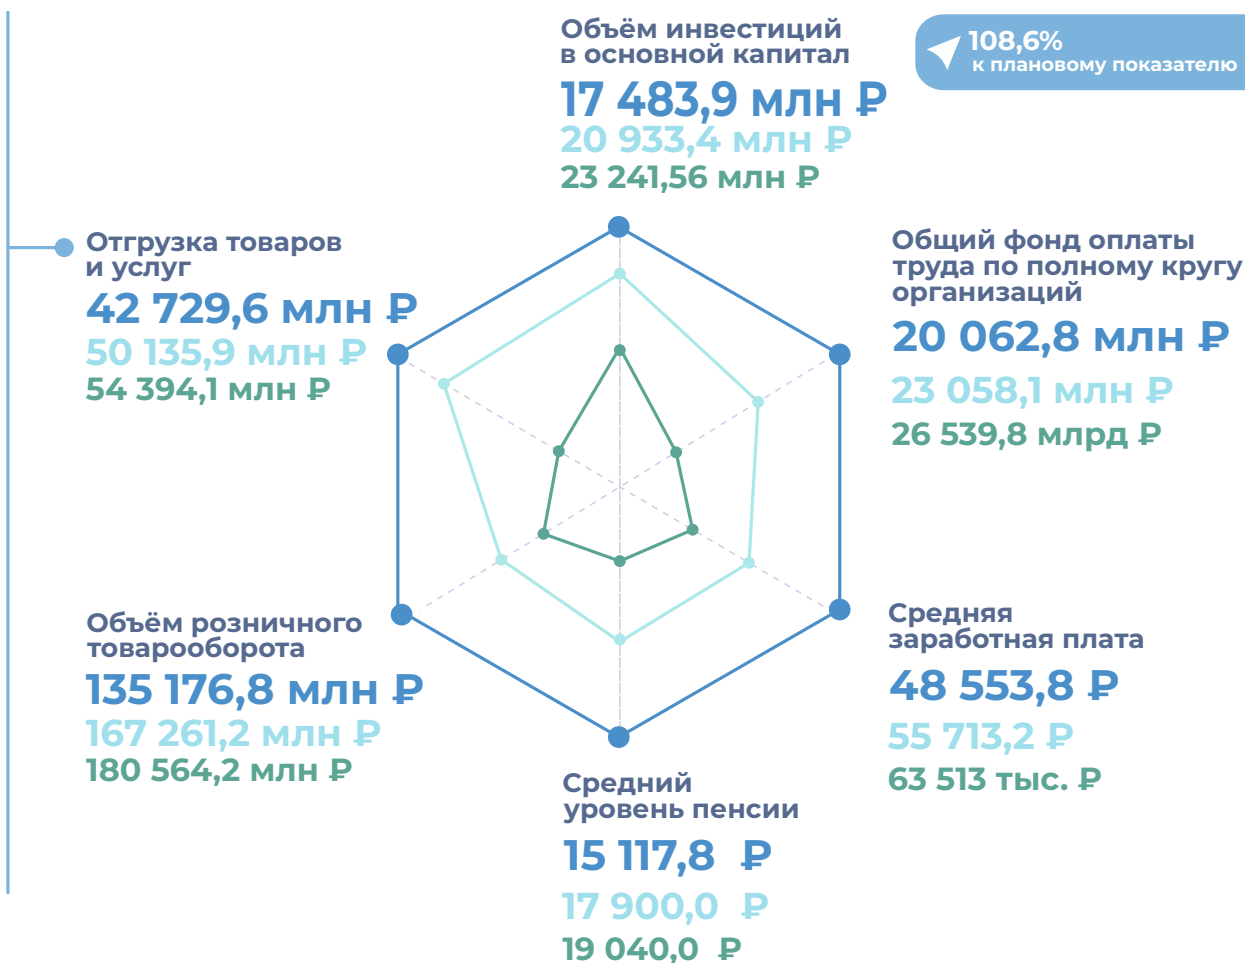 Объём инвестиций
в основной капитал
17 483,9 млн ₽
20 933,4 млн ₽
23 241,56 млн ₽
108,6%
к плановому показателю
Отгрузка товаров
и услуг
42 729,6 млн ₽
50 135,9 млн ₽
54 394,1 млн ₽
Общий фонд оплаты
труда по полному кругу
организаций
20 062,8 млн ₽
23 058,1 млн ₽
26 539,8 млрд ₽
Объём розничного
товарооборота
135 176,8 млн ₽
167 261,2 млн ₽
180 564,2 млн ₽
Средняя
заработная плата
48 553,8 ₽
55 713,2 ₽
63 513 тыс. ₽
Средний
уровень пенсии
15 117,8 ₽
17 900,0 ₽
19 040,0 ₽